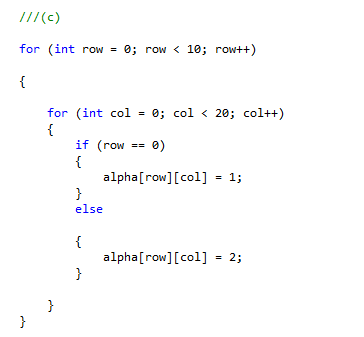 ///(c)
for (int row = 0; row < 10; row++)
{
for (int col = 0; col < 20; col++)
{
if (row == 0)
{
alpha[row][col] = 1;
}
else
{
alpha[row][col] = 2;
}
}
}